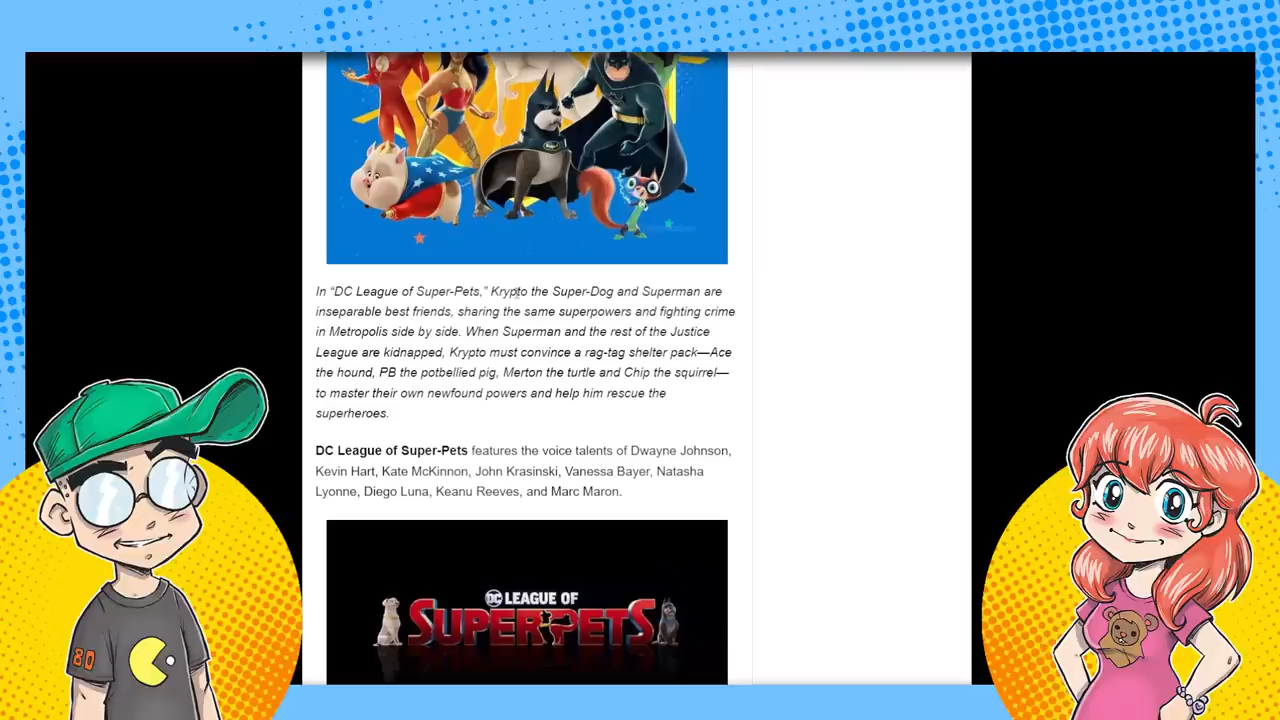 In “DC League of Super-Pets,” Krypto the Super-Dog and Superman are
inseparable best friends, sharing the same superpowers and fighting crime
in Metropolis side by side. When Superman and the rest of the Justice
League are kidnapped, Krypto must convince a rag-tag shelter pack—Ace
the hound, PB the potbellied pig, Merton the turtle and Chip the squirrel—
to master their own newfound powers and help him rescue the
superheroes.
DC League of Super-Pets features the voice talents of Dwayne Johnson,
Kevin Hart, Kate McKinnon, John Krasinski, Vanessa Bayer, Natasha
Lyonne, Diego Luna, Keanu Reeves, and Marc Maron.
DC LEAGUE OF
SUPER-PETS
80